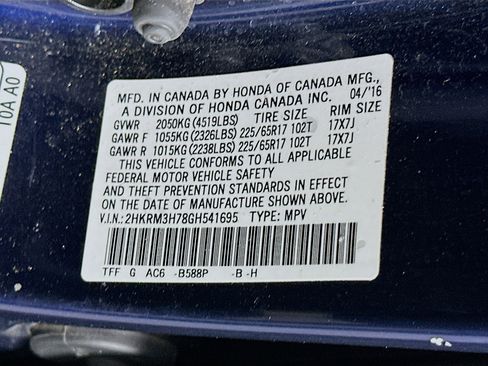 MFD. IN CANADA BY HONDA OF CANADA MFG.,
A DIVISION OF HONDA CANADA INC. 04/'16
GVWR 2050KG (4519LBS) TIRE SIZE RIM SIZE
GAWR F 1055KG (2326LBS) 225/65R17 102T 17X7J
GAWR R 1015KG (2238LBS) 225/65R17 102T 17X7J
THIS VEHICLE CONFORMS TO ALL APPLICABLE
FEDERAL MOTOR VEHICLE SAFETY
AND THEFT PREVENTION STANDARDS IN EFFECT
ON THE DATE OF MANUFACTURE SHOWN ABOVE.
V.I.N.: 2HKRM3H78GH541695 TYPE: MPV
TFF G AC6 -B588P -B -H
10A A0